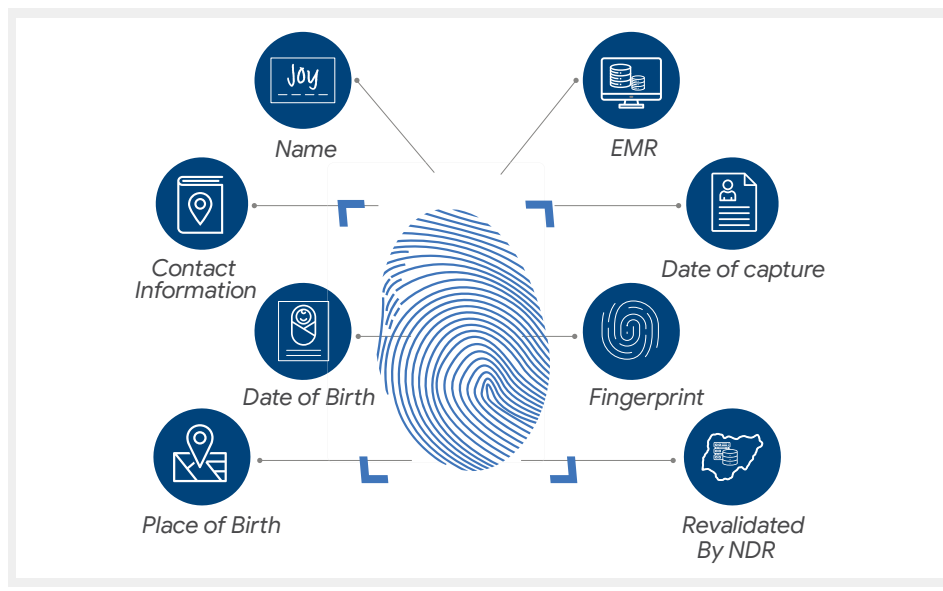 Joy
Name
EMR
Contact
Information
Date of capture
Date of Birth
Fingerprint
Place of Birth
Revalidated
By NDR